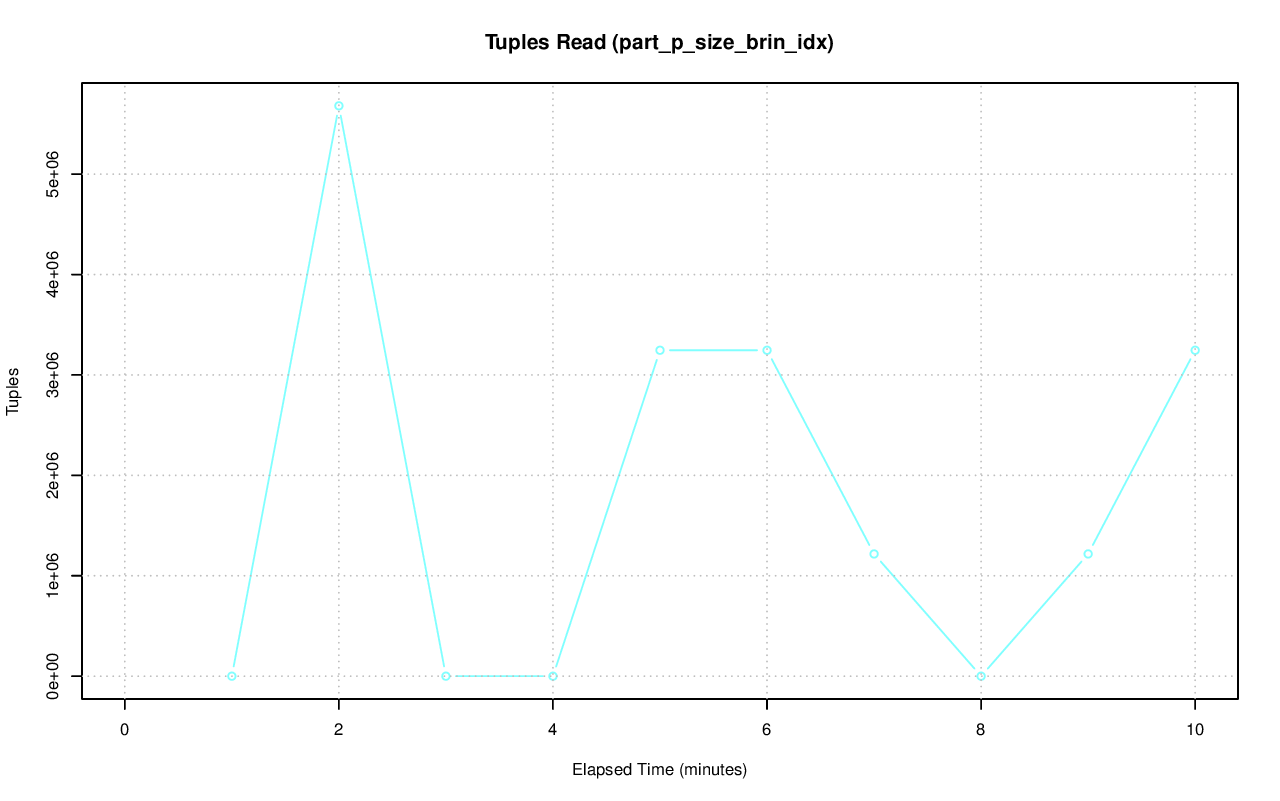 Tuples Read (part_p_size_brin_idx)
5e+06
4e+06
3e+06
2e+06
1e+06
0e+00
Tuples
0 2 4 6 8 10
Elapsed Time (minutes)